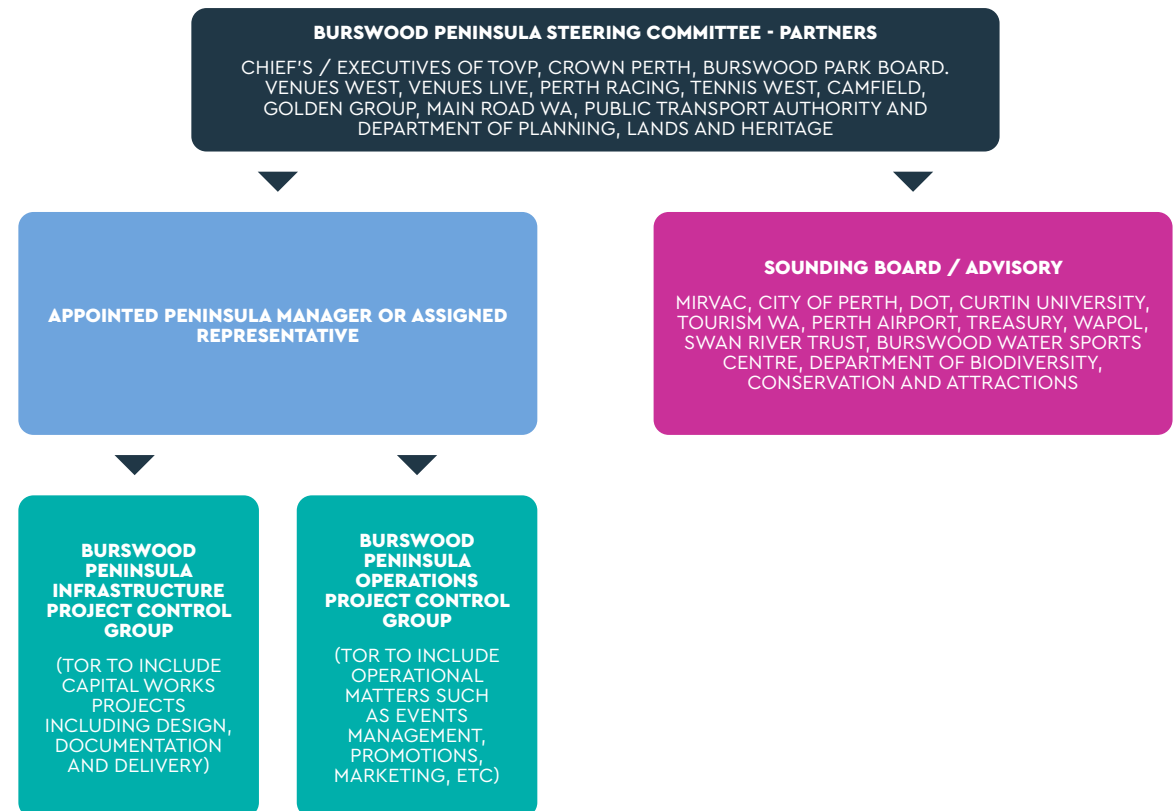 BURSWOOD PENINSULA STEERING COMMITTEE - PARTNERS
CHIEF'S / EXECUTIVES OF TOVP, CROWN PERTH, BURSWOOD PARK BOARD.
VENUES WEST, VENUES LIVE, PERTH RACING, TENNIS WEST, CAMFIELD,
GOLDEN GROUP, MAIN ROAD WA, PUBLIC TRANSPORT AUTHORITY AND
DEPARTMENT OF PLANNING, LANDS AND HERITAGE
APPOINTED PENINSULA MANAGER OR ASSIGNED
REPRESENTATIVE
SOUNDING BOARD / ADVISORY
MIRVAC, CITY OF PERTH, DOT, CURTIN UNIVERSITY,
TOURISM WA, PERTH AIRPORT, TREASURY, WAPOL,
SWAN RIVER TRUST, BURSWOOD WATER SPORTS
CENTRE, DEPARTMENT OF BIODIVERSITY,
CONSERVATION AND ATTRACTIONS
BURSWOOD
PENINSULA
INFRASTRUCTURE
PROJECT CONTROL
GROUP
(TOR TO INCLUDE
CAPITAL WORKS
PROJECTS
INCLUDING DESIGN,
DOCUMENTATION
AND DELIVERY)
BURSWOOD
PENINSULA
OPERATIONS
PROJECT CONTROL
GROUP
(TOR TO INCLUDE
OPERATIONAL
MATTERS SUCH
AS EVENTS
MANAGEMENT,
PROMOTIONS,
MARKETING, ETC)